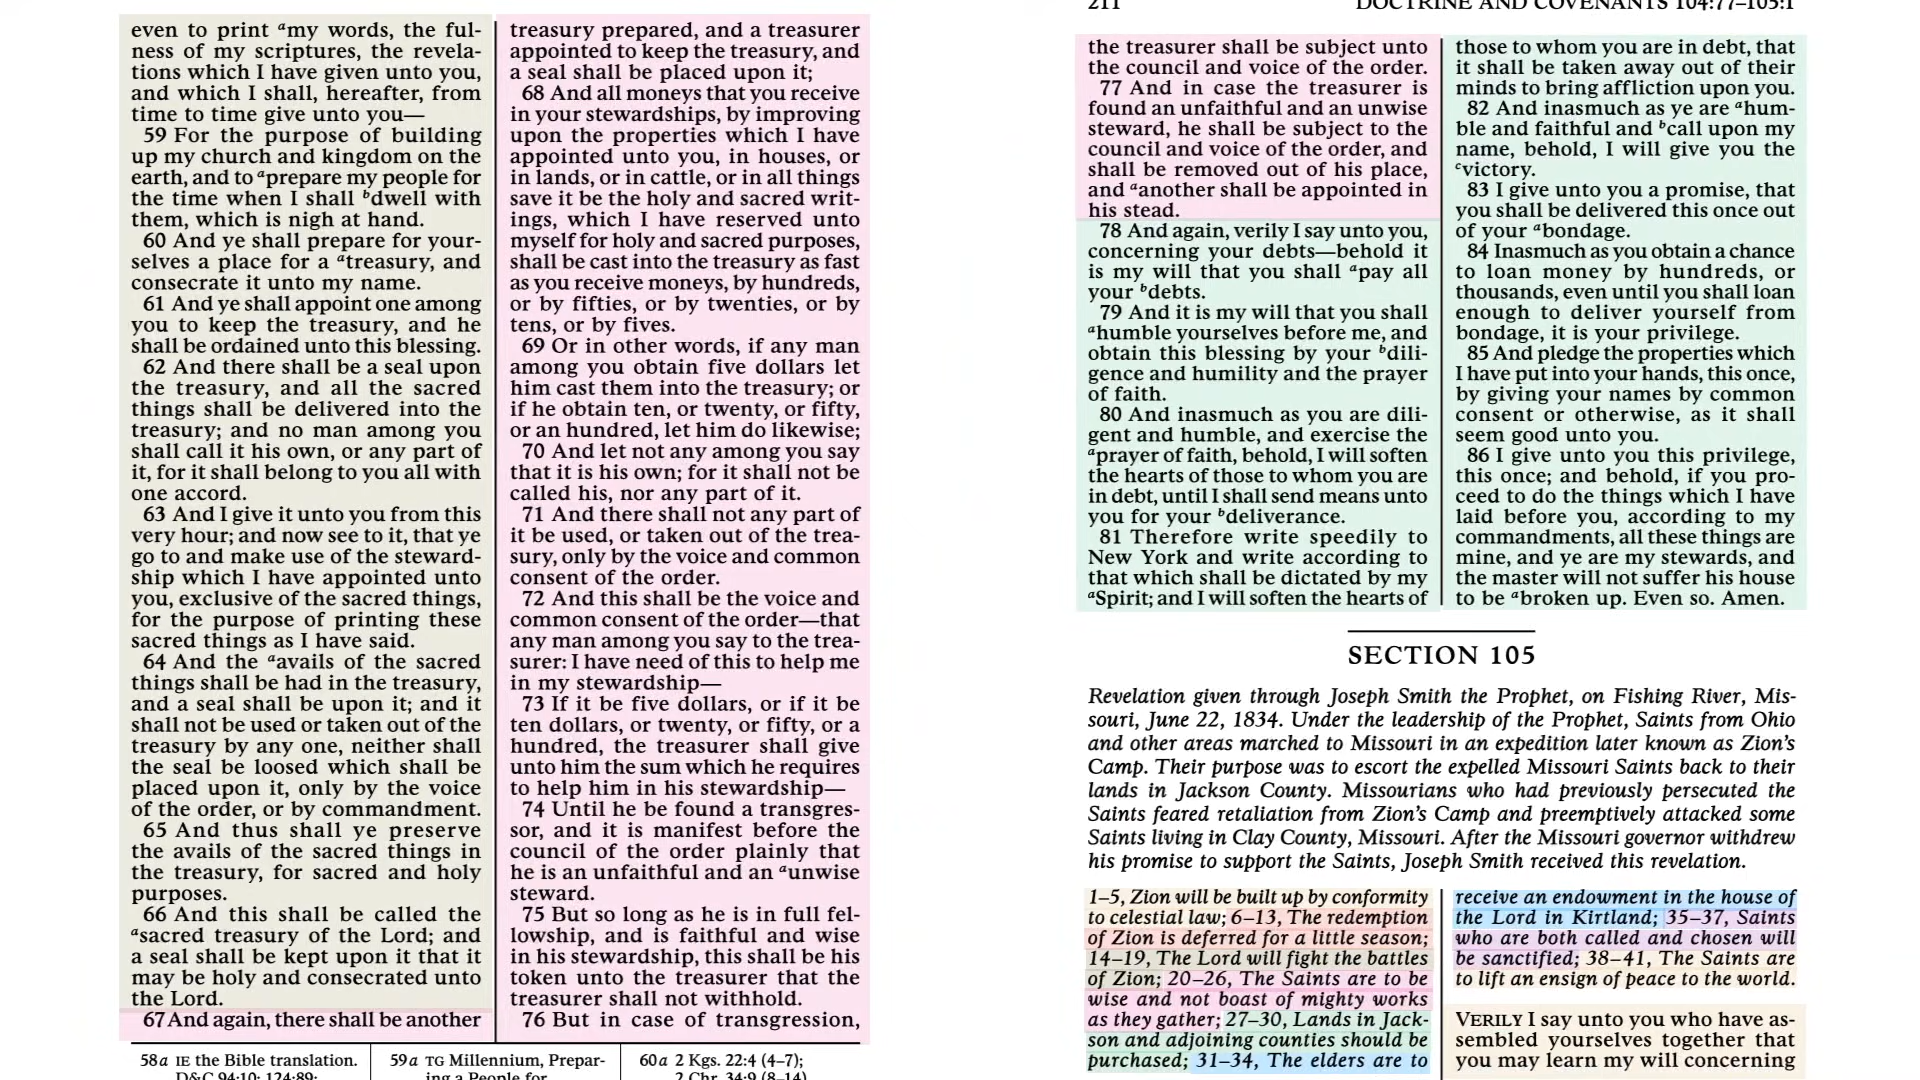 even to print ᵃmy words, the ful-
ness of my scriptures, the revela-
tions which I have given unto you,
and which I shall, hereafter, from
time to time give unto you—
59 For the purpose of building
up my church and kingdom on the
earth, and to ᵃprepare my people for
the time when I shall ᵇdwell with
them, which is nigh at hand.
60 And ye shall prepare for your-
selves a place for a ᵃtreasury, and
consecrate it unto my name.
61 And ye shall appoint one among
you to keep the treasury, and he
shall be ordained unto this blessing.
62 And there shall be a seal upon
the treasury, and all the sacred
things shall be delivered into the
treasury; and no man among you
shall call it his own, or any part of
it, for it shall belong to you all with
one accord.
63 And I give it unto you from this
very hour; and now see to it, that ye
go to and make use of the steward-
ship which I have appointed unto
you, exclusive of the sacred things,
for the purpose of printing these
sacred things as I have said.
64 And the ᵃavails of the sacred
things shall be had in the treasury,
and a seal shall be upon it; and it
shall not be used or taken out of the
treasury by any one, neither shall
the seal be loosed which shall be
placed upon it, only by the voice
of the order, or by commandment.
65 And thus shall ye preserve
the avails of the sacred things in
the treasury, for sacred and holy
purposes.
66 And this shall be called the
ᵃsacred treasury of the Lord; and
a seal shall be kept upon it that it
may be holy and consecrated unto
the Lord.
67 And again, there shall be another
treasury prepared, and a treasurer
appointed to keep the treasury, and
a seal shall be placed upon it;
68 And all moneys that you receive
in your stewardships, by improving
upon the properties which I have
appointed unto you, in houses, or
in lands, or in cattle, or in all things
save it be the holy and sacred writ-
ings, which I have reserved unto
myself for holy and sacred purposes,
shall be cast into the treasury as fast
as you receive moneys, by hundreds,
or by fifties, or by twenties, or by
tens, or by fives.
69 Or in other words, if any man
among you obtain five dollars let
him cast them into the treasury; or
if he obtain ten, or twenty, or fifty,
or an hundred, let him do likewise;
70 And let not any among you say
that it is his own; for it shall not be
called his, nor any part of it.
71 And there shall not any part of
it be used, or taken out of the trea-
sury, only by the voice and common
consent of the order.
72 And this shall be the voice and
common consent of the order—that
any man among you say to the trea-
surer: I have need of this to help me
in my stewardship—
73 If it be five dollars, or if it be
ten dollars, or twenty, or fifty, or a
hundred, the treasurer shall give
unto him the sum which he requires
to help him in his stewardship—
74 Until he be found a transgres-
sor, and it is manifest before the
council of the order plainly that
he is an unfaithful and an ᵃunwise
steward.
75 But so long as he is in full fel-
lowship, and is faithful and wise
in his stewardship, this shall be his
token unto the treasurer that the
treasurer shall not withhold.
76 But in case of transgression,
58a IE the Bible translation.
D&C 94:10; 124:89;
59a TG Millennium, Prepar-
ing a People for
60a 2 Kgs. 22:4 (4–7);
2 Chr. 34:9 (8–14)
211 DOCTRINE AND COVENANTS 104:77–105:1
the treasurer shall be subject unto
the council and voice of the order.
77 And in case the treasurer is
found an unfaithful and an unwise
steward, he shall be subject to the
council and voice of the order, and
shall be removed out of his place,
and ᵃanother shall be appointed in
his stead.
78 And again, verily I say unto you,
concerning your debts—behold it
is my will that you shall ᵃpay all
your ᵇdebts.
79 And it is my will that you shall
ᵃhumble yourselves before me, and
obtain this blessing by your ᵇdili-
gence and humility and the prayer
of faith.
80 And inasmuch as you are dili-
gent and humble, and exercise the
ᵃprayer of faith, behold, I will soften
the hearts of those to whom you are
in debt, until I shall send means unto
you for your ᵇdeliverance.
81 Therefore write speedily to
New York and write according to
that which shall be dictated by my
ᵃSpirit; and I will soften the hearts of
those to whom you are in debt, that
it shall be taken away out of their
minds to bring affliction upon you.
82 And inasmuch as ye are ᵃhum-
ble and faithful and ᵇcall upon my
name, behold, I will give you the
ᶜvictory.
83 I give unto you a promise, that
you shall be delivered this once out
of your ᵃbondage.
84 Inasmuch as you obtain a chance
to loan money by hundreds, or
thousands, even until you shall loan
enough to deliver yourself from
bondage, it is your privilege.
85 And pledge the properties which
I have put into your hands, this once,
by giving your names by common
consent or otherwise, as it shall
seem good unto you.
86 I give unto you this privilege,
this once; and behold, if you pro-
ceed to do the things which I have
laid before you, according to my
commandments, all these things are
mine, and ye are my stewards, and
the master will not suffer his house
to be ᵃbroken up. Even so. Amen.
SECTION 105
Revelation given through Joseph Smith the Prophet, on Fishing River, Mis-
souri, June 22, 1834. Under the leadership of the Prophet, Saints from Ohio
and other areas marched to Missouri in an expedition later known as Zion's
Camp. Their purpose was to escort the expelled Missouri Saints back to their
lands in Jackson County. Missourians who had previously persecuted the
Saints feared retaliation from Zion's Camp and preemptively attacked some
Saints living in Clay County, Missouri. After the Missouri governor withdrew
his promise to support the Saints, Joseph Smith received this revelation.
1–5, Zion will be built up by conformity
to celestial law; 6–13, The redemption
of Zion is deferred for a little season;
14–19, The Lord will fight the battles
of Zion; 20–26, The Saints are to be
wise and not boast of mighty works
as they gather; 27–30, Lands in Jack-
son and adjoining counties should be
purchased; 31–34, The elders are to
receive an endowment in the house of
the Lord in Kirtland; 35–37, Saints
who are both called and chosen will
be sanctified; 38–41, The Saints are
to lift an ensign of peace to the world.
VERILY I say unto you who have as-
sembled yourselves together that
you may learn my will concerning